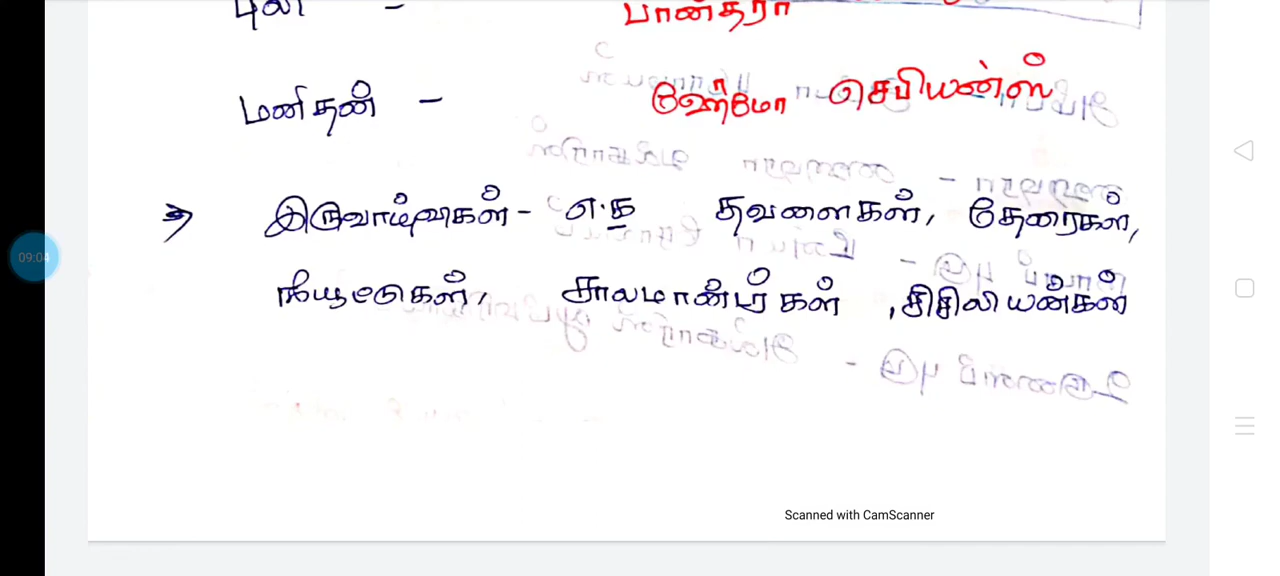 புலி -
பான்தரா
மனிதன் - ஹோமோ செபியன்ஸ்
→ இருவாழ்விகள் - எ.க தவளைகள், தேரைகள்,
நியூட்டுகள், சாலமாண்டர்கள், சிசிலியன்கள்
09:04
Scanned with CamScanner